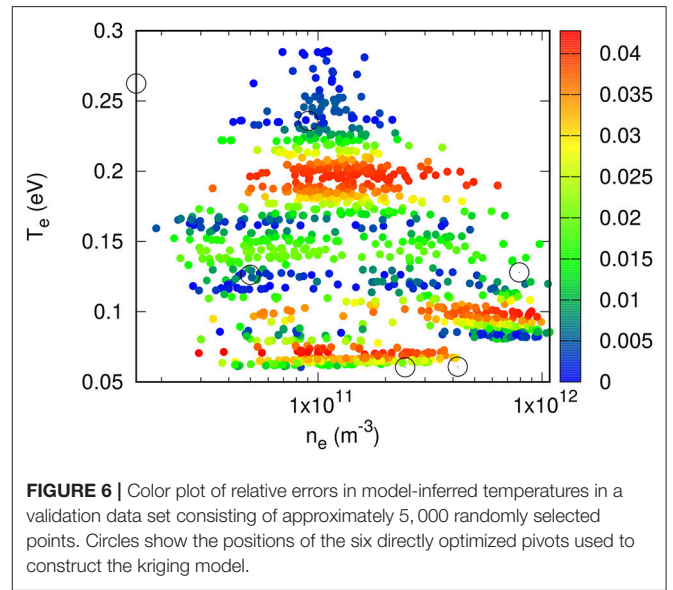 0.3
0.25
0.2
0.15
0.1
0.05
T_e (eV)
1x10^11
1x10^12
n_e (m^-3)
0.04
0.035
0.03
0.025
0.02
0.015
0.01
0.005
0
FIGURE 6 | Color plot of relative errors in model-inferred temperatures in a
validation data set consisting of approximately 5, 000 randomly selected
points. Circles show the positions of the six directly optimized pivots used to
construct the kriging model.